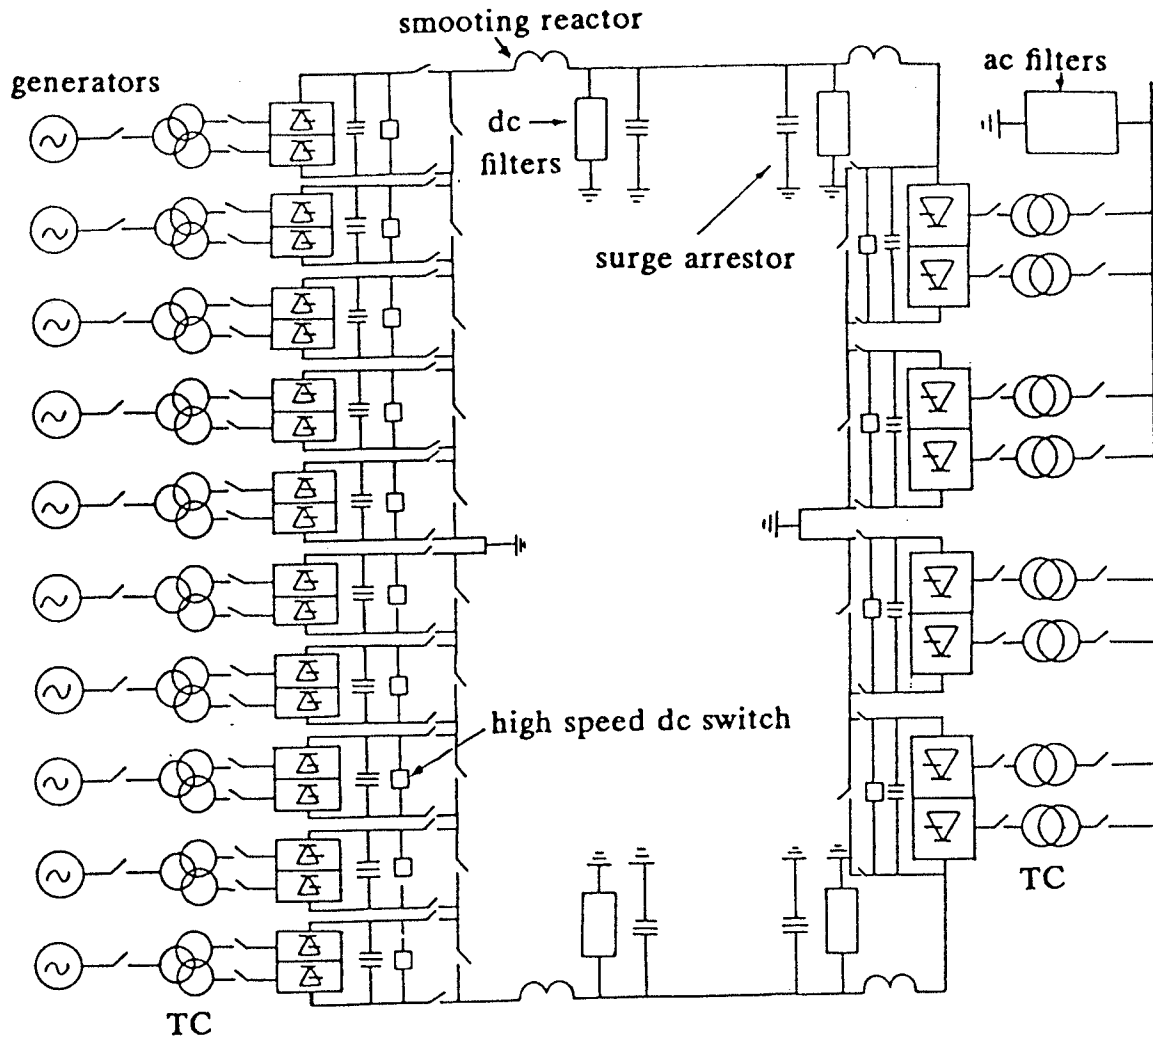 smooting reactor
generators
ac filters
dc
filters
surge arrestor
high speed dc switch
TC
TC